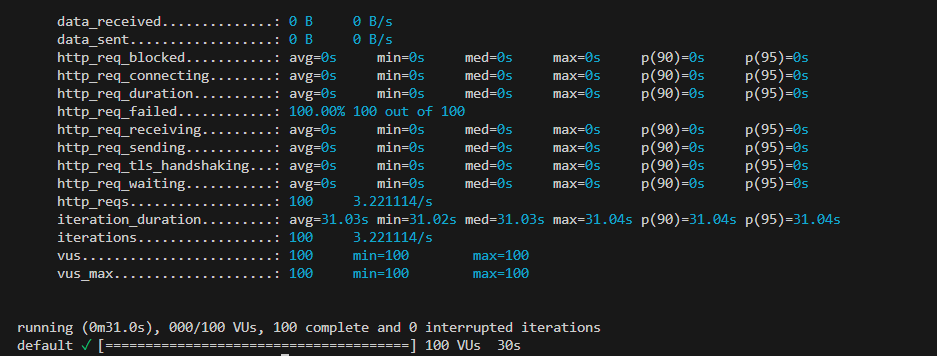 data_received..............: 0 B     0 B/s
data_sent..................: 0 B     0 B/s
http_req_blocked...........: avg=0s     min=0s     med=0s     max=0s     p(90)=0s     p(95)=0s
http_req_connecting........: avg=0s     min=0s     med=0s     max=0s     p(90)=0s     p(95)=0s
http_req_duration..........: avg=0s     min=0s     med=0s     max=0s     p(90)=0s     p(95)=0s
http_req_failed............: 100.00% 100 out of 100
http_req_receiving.........: avg=0s     min=0s     med=0s     max=0s     p(90)=0s     p(95)=0s
http_req_sending...........: avg=0s     min=0s     med=0s     max=0s     p(90)=0s     p(95)=0s
http_req_tls_handshaking...: avg=0s     min=0s     med=0s     max=0s     p(90)=0s     p(95)=0s
http_req_waiting...........: avg=0s     min=0s     med=0s     max=0s     p(90)=0s     p(95)=0s
http_reqs..................: 100     3.221114/s
iteration_duration.........: avg=31.03s min=31.02s med=31.03s max=31.04s p(90)=31.04s p(95)=31.04s
iterations.................: 100     3.221114/s
vus........................: 100     min=100        max=100
vus_max....................: 100     min=100        max=100
running (0m31.0s), 000/100 VUs, 100 complete and 0 interrupted iterations
default ✓ [======================================] 100 VUs  30s